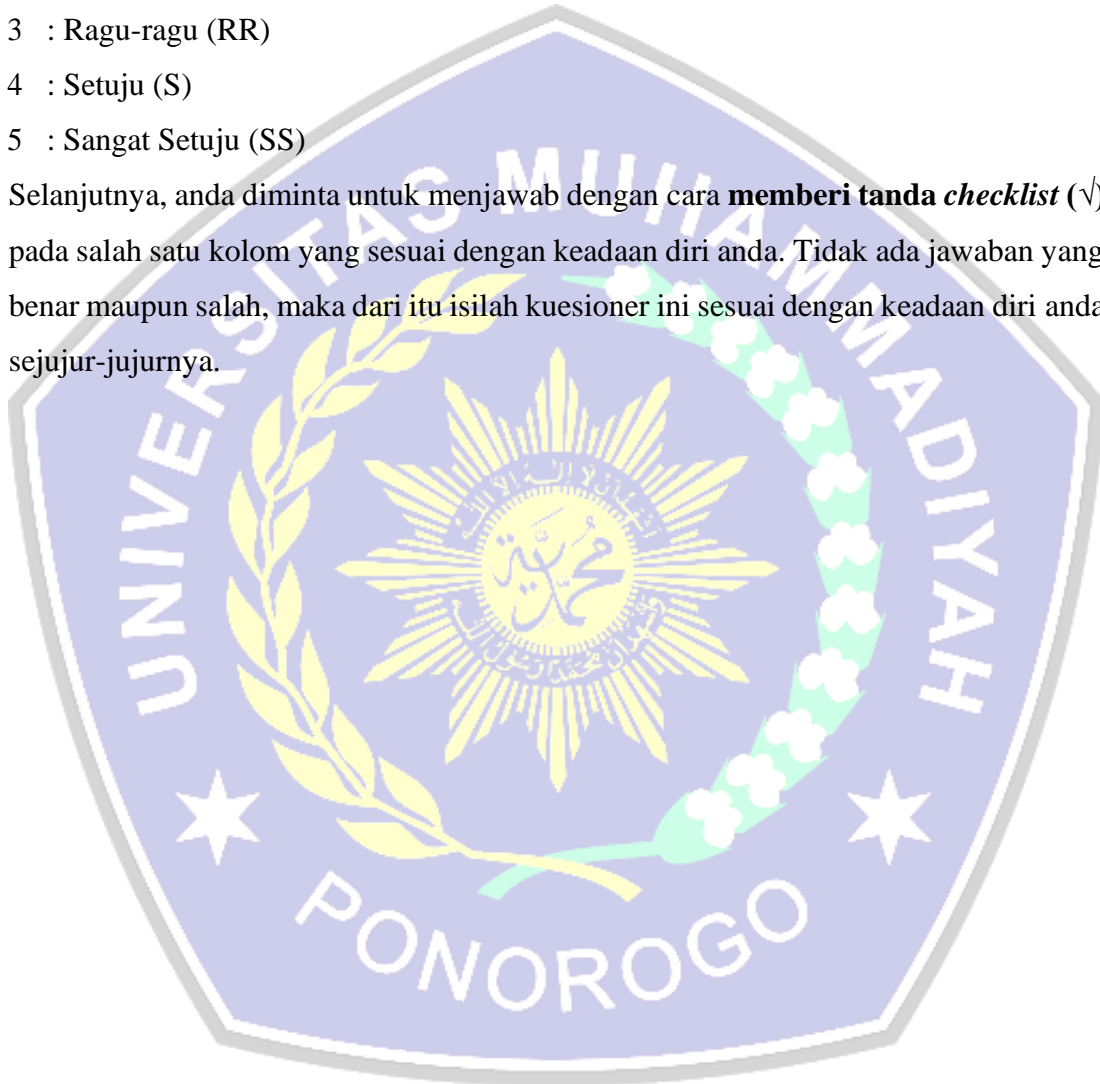 3 : Ragu-ragu (RR)
4 : Setuju (S)
5 : Sangat Setuju (SS)
Selanjutnya, anda diminta untuk menjawab dengan cara memberi tanda checklist (√)
pada salah satu kolom yang sesuai dengan keadaan diri anda. Tidak ada jawaban yang
benar maupun salah, maka dari itu isilah kuesioner ini sesuai dengan keadaan diri anda
sejujur-jujurnya.
UNIVERSITAS MUHAMMADIYAH
محمدية
PONOROGO